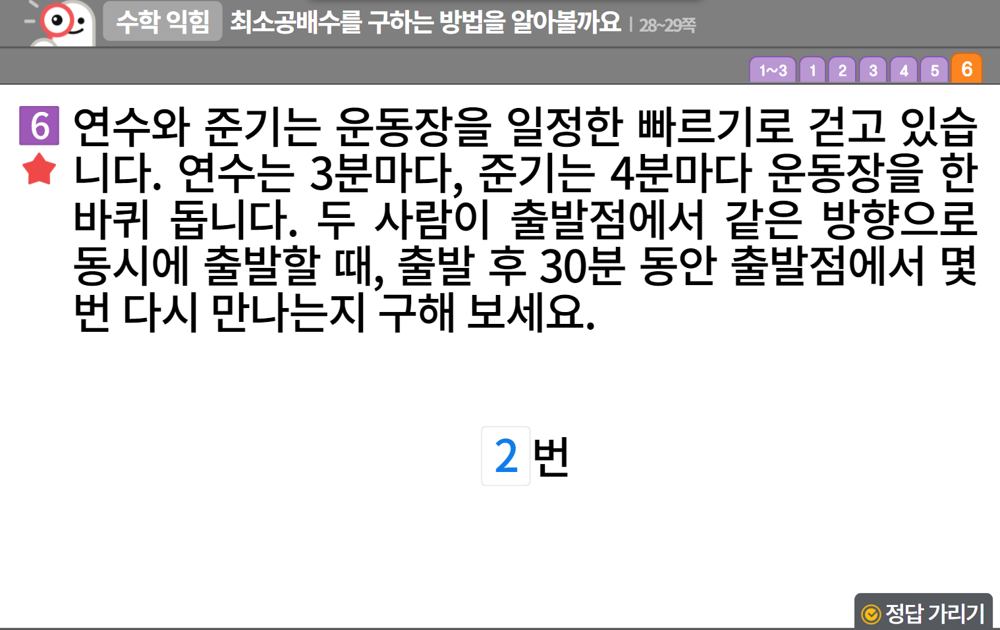 수학 익힘 최소공배수를 구하는 방법을 알아볼까요 | 28~29쪽
1~3 1 2 3 4 5 6
6 연수와 준기는 운동장을 일정한 빠르기로 걷고 있습
니다. 연수는 3분마다, 준기는 4분마다 운동장을 한
바퀴 돕니다. 두 사람이 출발점에서 같은 방향으로
동시에 출발할 때, 출발 후 30분 동안 출발점에서 몇
번 다시 만나는지 구해 보세요.
2 번
정답 가리기